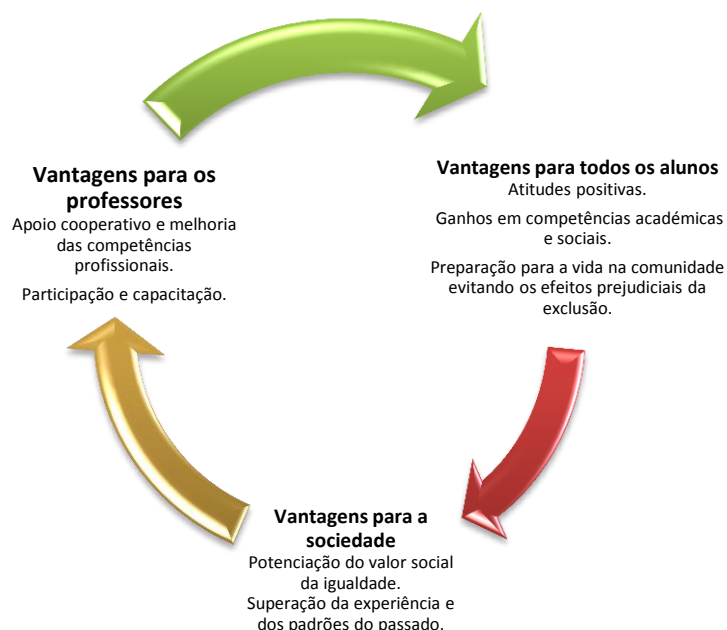 Vantagens para os
professores
Apoio cooperativo e melhoria
das competências
profissionais.
Participação e capacitação.
Vantagens para todos os alunos
Atitudes positivas.
Ganhos em competências académicas
e sociais.
Preparação para a vida na comunidade
evitando os efeitos prejudiciais da
exclusão.
Vantagens para a
sociedade
Potenciação do valor social
da igualdade.
Superação da experiência e
dos padrões do passado.